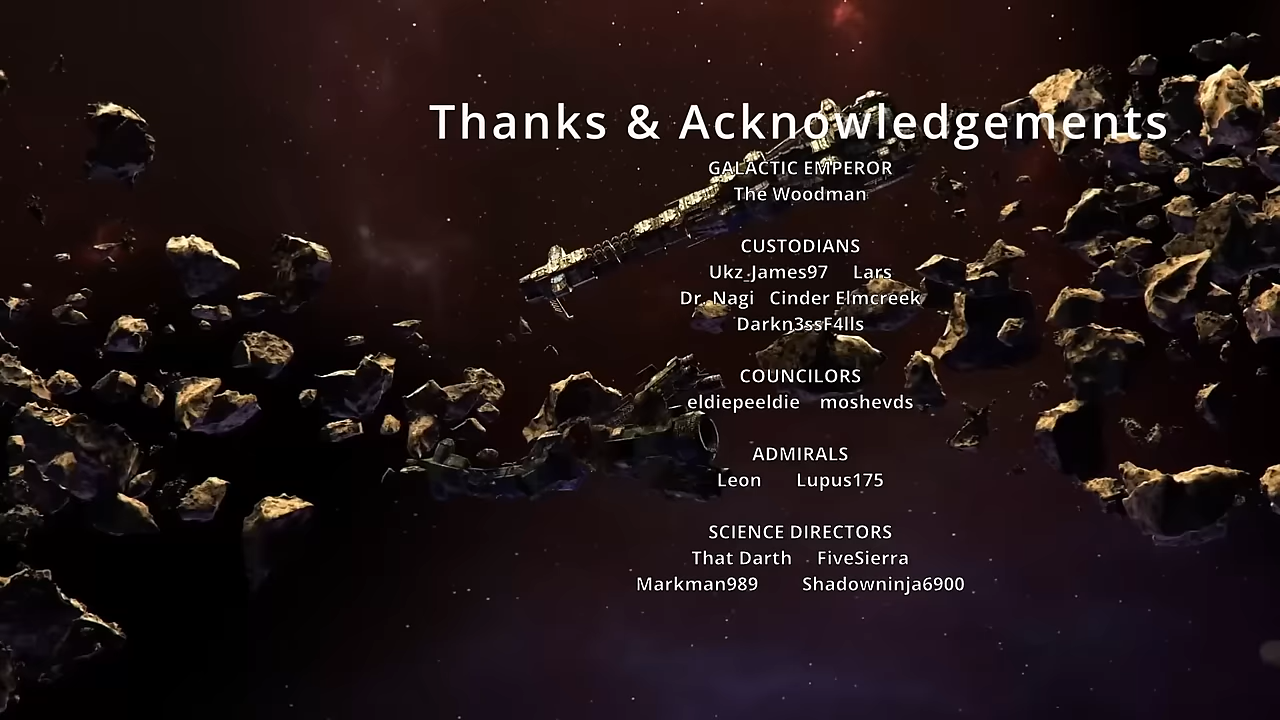 Thanks & Acknowledgements
GALACTIC EMPEROR
The Woodman
CUSTODIANS
Ukz.James97 Lars
Dr. Nagi Cinder Elmcreek
Darkn3ssF4lls
COUNCILORS
eldiepeeldie moshevds
ADMIRALS
Leon Lupus175
SCIENCE DIRECTORS
That Darth FiveSierra
Markman989 Shadowninja6900